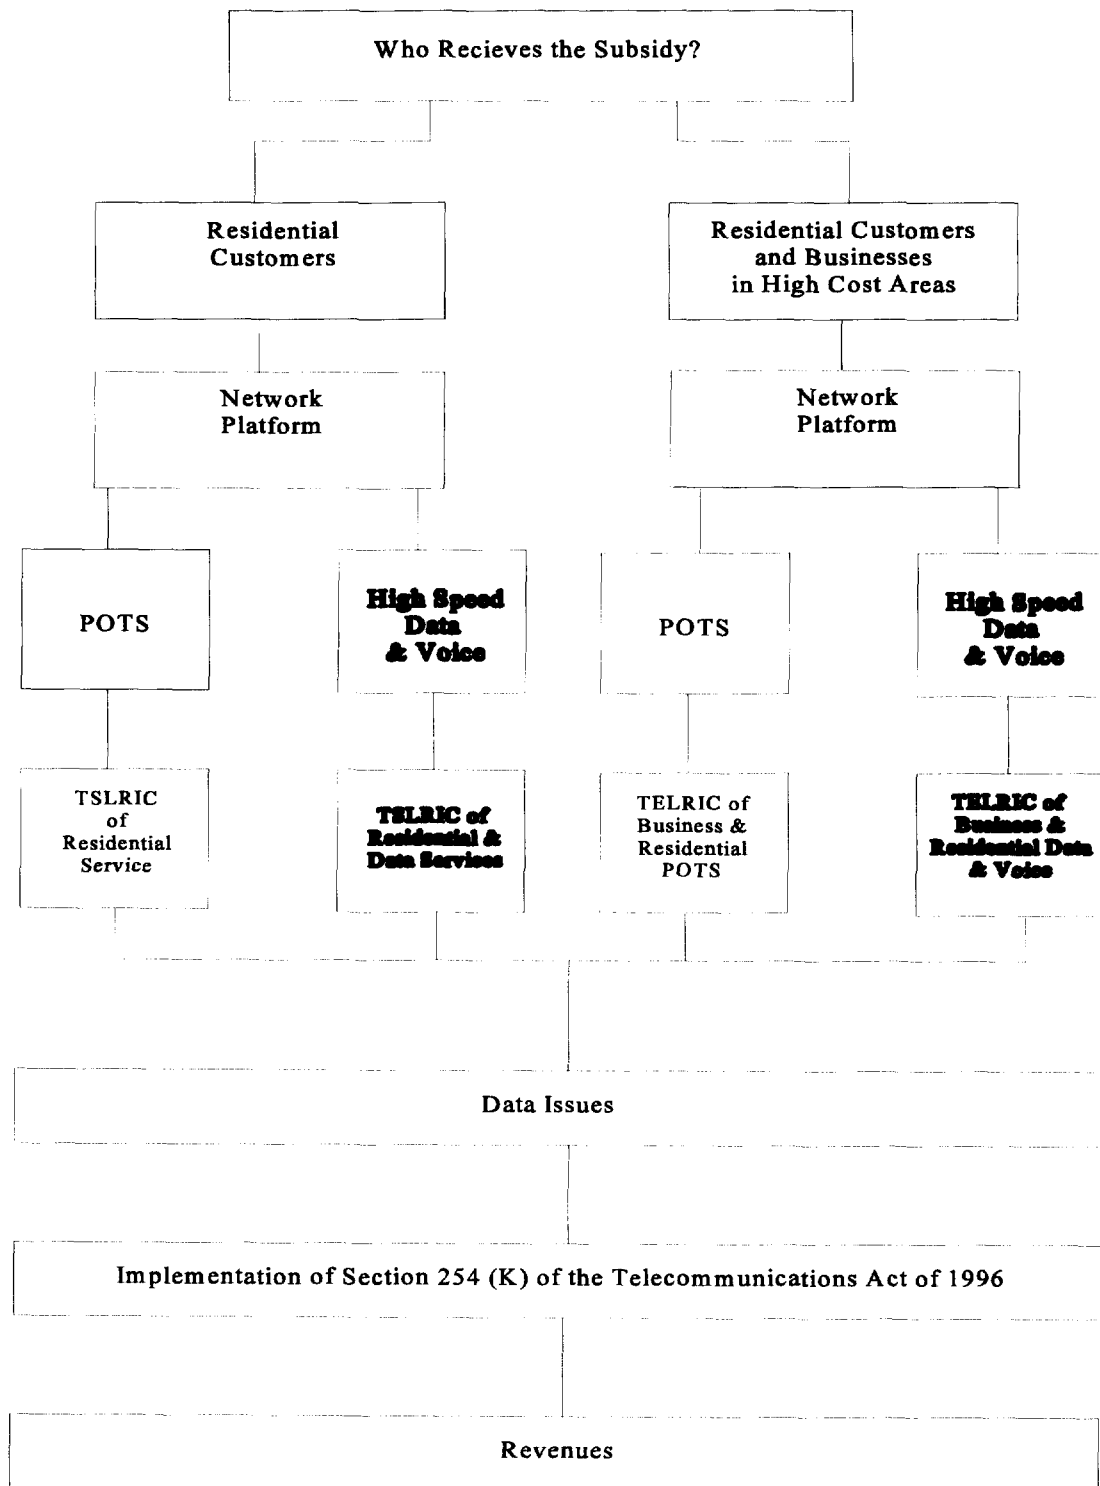 Who Recieves the Subsidy?
Residential
Customers
Residential Customers
and Businesses
in High Cost Areas
Network
Platform
Network
Platform
POTS
High Speed
Data
& Voice
POTS
High Speed
Data
& Voice
TSLRIC
of
Residential
Service
TSLRIC of
Residential &
Data Services
TELRIC of
Business &
Residential
POTS
TELRIC of
Business &
Residential Data
& Voice
Data Issues
Implementation of Section 254 (K) of the Telecommunications Act of 1996
Revenues